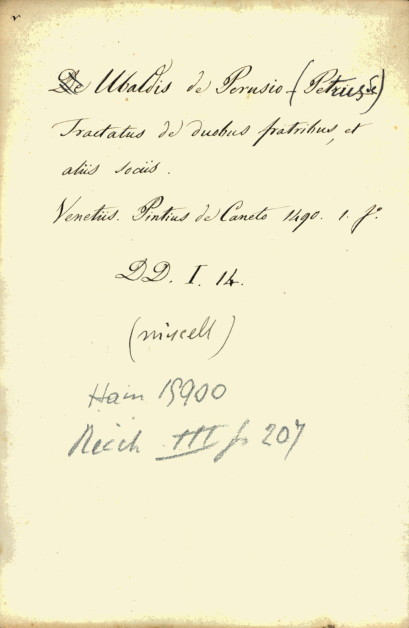 De Ubaldis de Perusio - (Petrus)
Tractatus de duobus fratribus, et
aliis sociis.
Venetiis. Pintius de Caneto 1490. 1. fo.
DD. I. 14.
(miscell)
Hain 15900
Reich III p 207